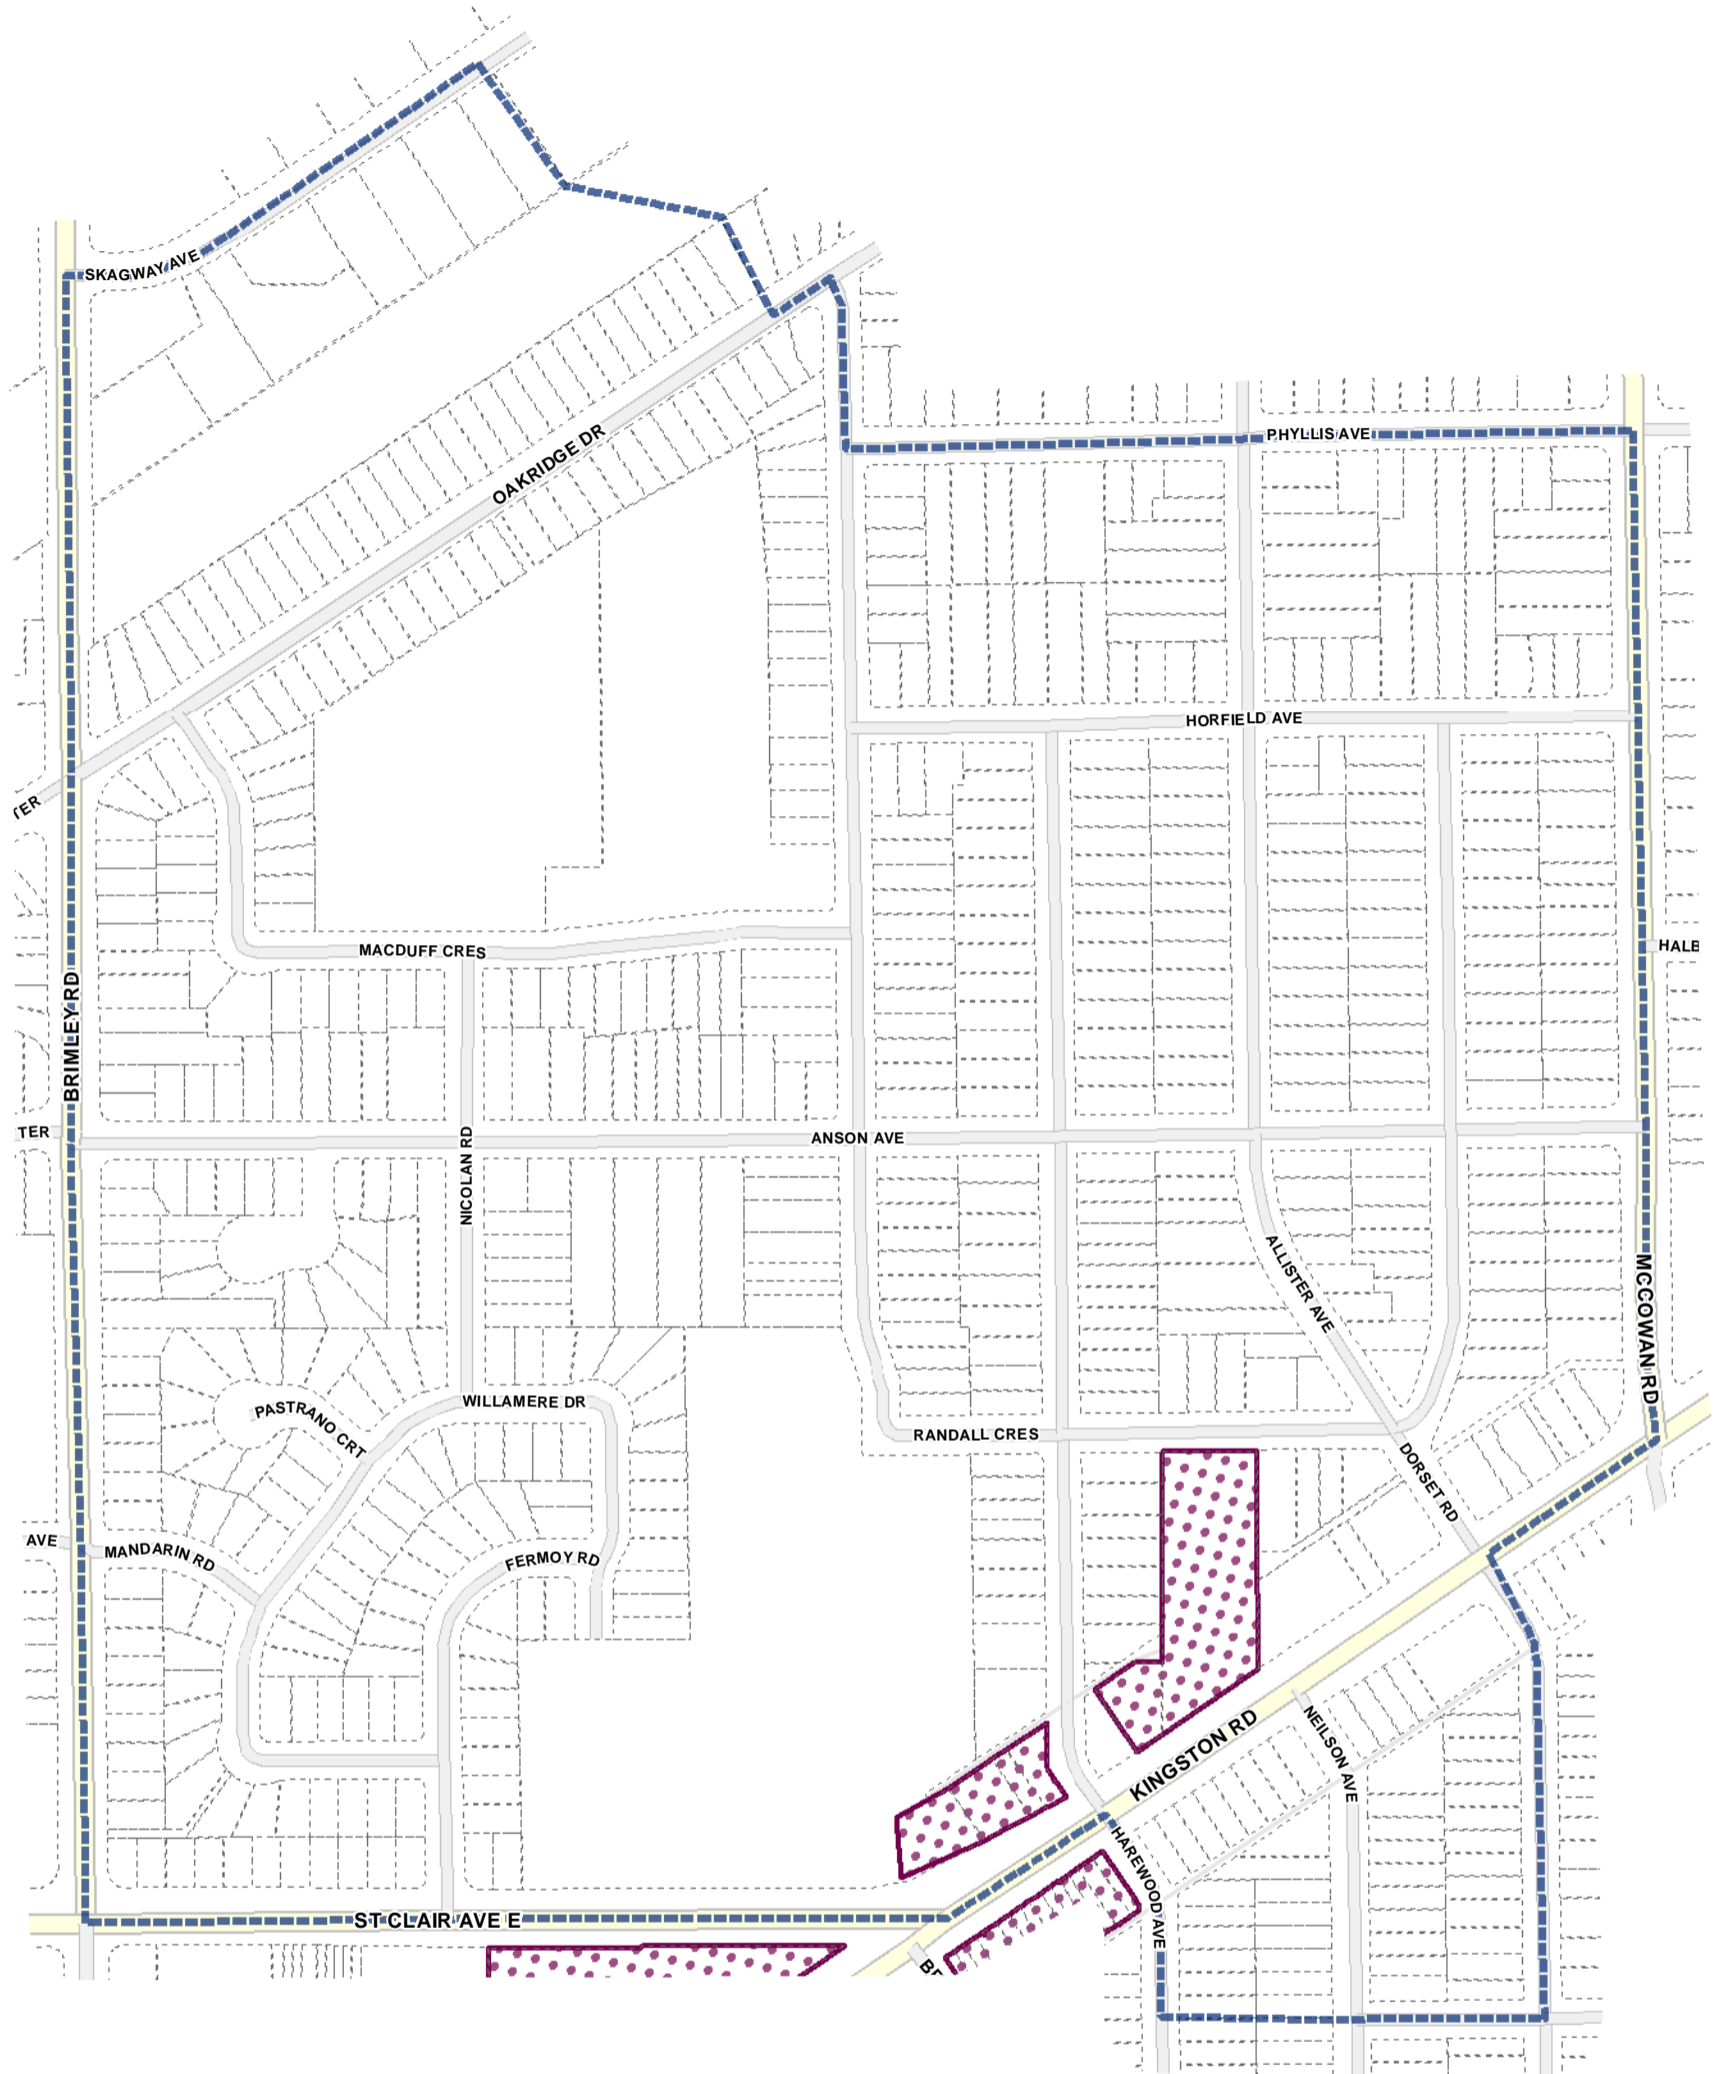 SKAGWAY AVE
OAKRIDGE DR
PHYLLIS AVE
HORFIELD AVE
TER
MACDUFF CRES
HALB
BRIMLEY RD
TER
ANSON AVE
NICOLAN RD
ALLISTER AVE
MCCOWAN RD
PASTRANO CRT
WILLAMERE DR
RANDALL CRES
DORSET RD
AVE
MANDARIN RD
FERMOY RD
KINGSTON RD
NEILSON AVE
HAREWOOD AVE
ST CLAIR AVE E